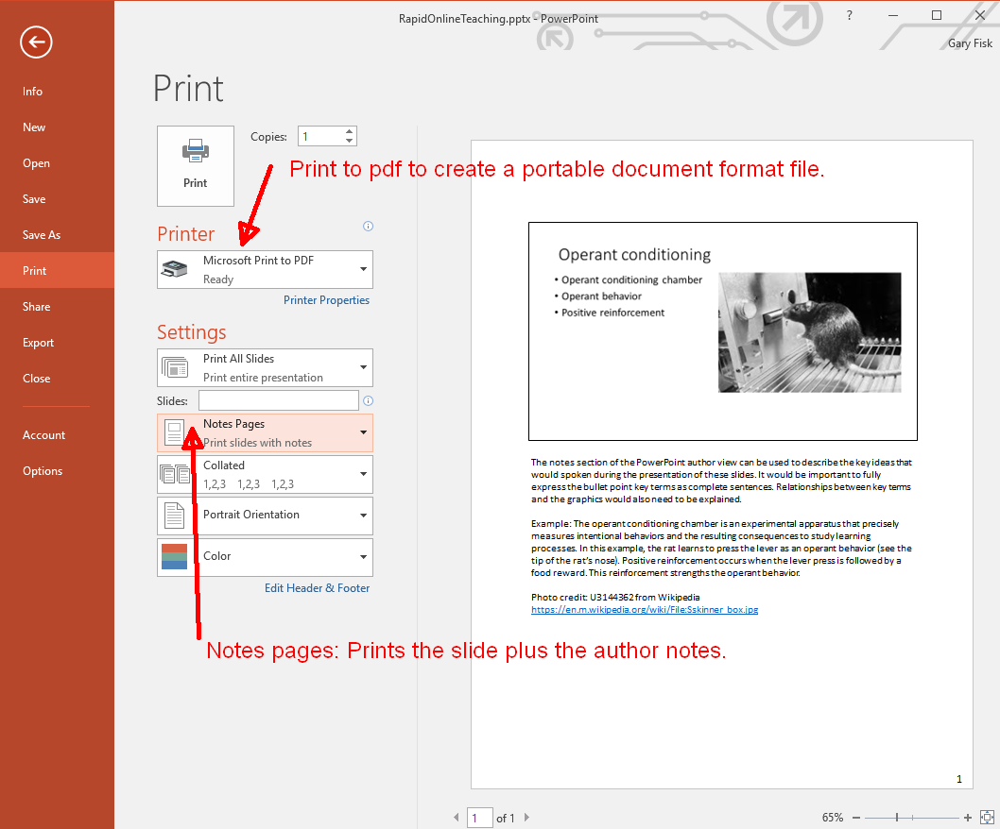 RapidOnlineTeaching.pptx - PowerPoint
?
Gary Fisk
Info
New
Open
Save
Save As
Print
Share
Export
Close
Account
Options
Print
Print
Copies: 1
Print to pdf to create a portable document format file.
Printer
Microsoft Print to PDF
Ready
Printer Properties
Settings
Print All Slides
Print entire presentation
Slides:
Notes Pages
Print slides with notes
Collated
1,2,3 1,2,3 1,2,3
Portrait Orientation
Color
Edit Header & Footer
Notes pages: Prints the slide plus the author notes.
Operant conditioning
• Operant conditioning chamber
• Operant behavior
• Positive reinforcement
The notes section of the PowerPoint author view can be used to describe the key ideas that
would spoken during the presentation of these slides. It would be important to fully
express the bullet point key terms as complete sentences. Relationships between key terms
and the graphics would also need to be explained.
Example: The operant conditioning chamber is an experimental apparatus that precisely
measures intentional behaviors and the resulting consequences to study learning
processes. In this example, the rat learns to press the lever as an operant behavior (see the
tip of the rat's nose). Positive reinforcement occurs when the lever press is followed by a
food reward. This reinforcement strengths the operant behavior.
Photo credit: U3144362 from Wikipedia
https://en.m.wikipedia.org/wiki/File:Sskinner_box.jpg
1
1 of 1
65%